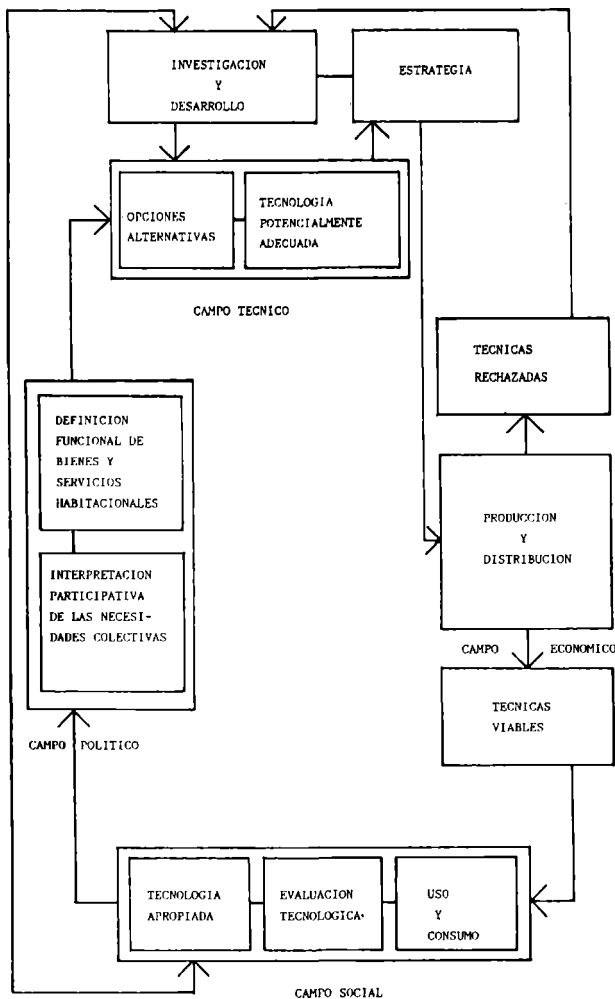 INVESTIGACION
Y
DESARROLLO
ESTRATEGIA
OPCIONES
ALTERNATIVAS
TECNOLOGIA
POTENCIALMENTE
ADECUADA
CAMPO TECNICO
TECNICAS
RECHAZADAS
DEFINICION
FUNCIONAL DE
BIENES Y
SERVICIOS
HABITACIONALES
INTERPRETACION
PARTICIPATIVA
DE LAS NECESI-
DADES COLECTIVAS
PRODUCCION
Y
DISTRIBUCION
CAMPO ECONOMICO
TECNICAS
VIABLES
CAMPO POLITICO
TECNOLOGIA
APROPIADA
EVALUACION
TECNOLOGICA.
USO
Y
CONSUMO
CAMPO SOCIAL